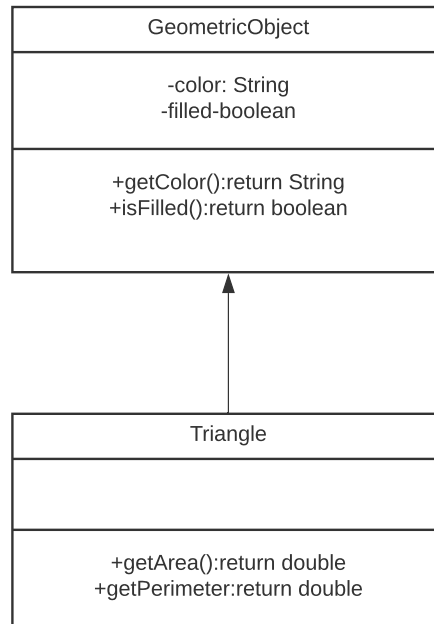 GeometricObject
-color: String
-filled-boolean
+getColor():return String
+isFilled():return boolean
Triangle
+getArea():return double
+getPerimeter:return double